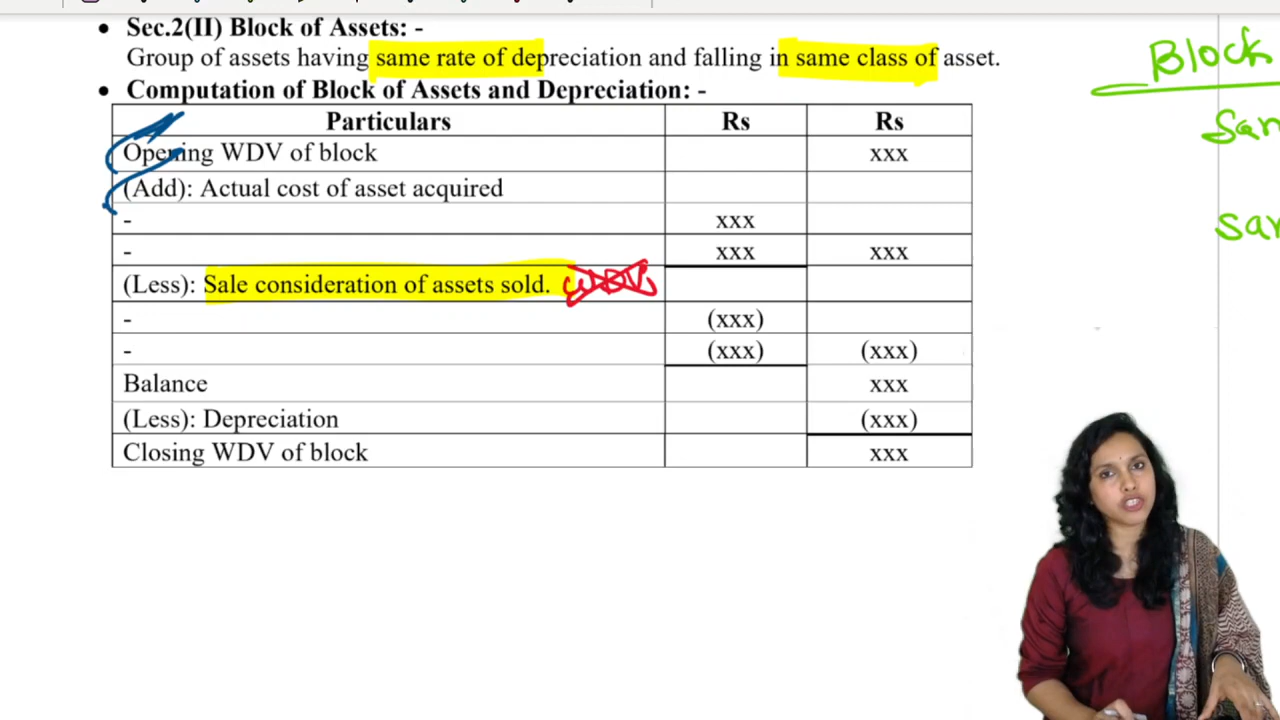 • Sec.2(II) Block of Assets: -
Group of assets having same rate of depreciation and falling in same class of asset.
• Computation of Block of Assets and Depreciation: -
Particulars Rs Rs
Opening WDV of block xxx
(Add): Actual cost of asset acquired
- xxx
- xxx xxx
(Less): Sale consideration of assets sold.
- (xxx)
- (xxx) (xxx)
Balance xxx
(Less): Depreciation (xxx)
Closing WDV of block xxx
Block